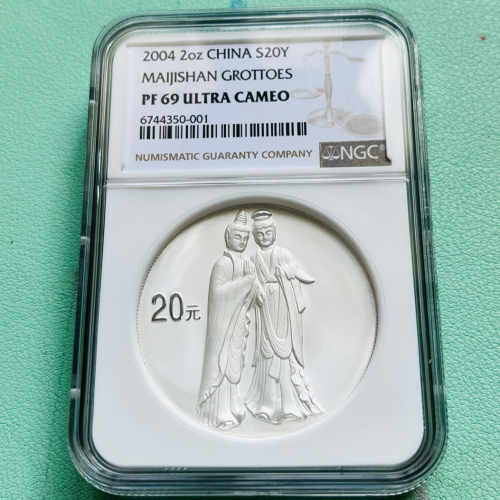 2004 2oz CHINA S20Y
MAIJISHAN GROTTOES
PF 69 ULTRA CAMEO
6744350-001
NUMISMATIC GUARANTY COMPANY
NGC
20元